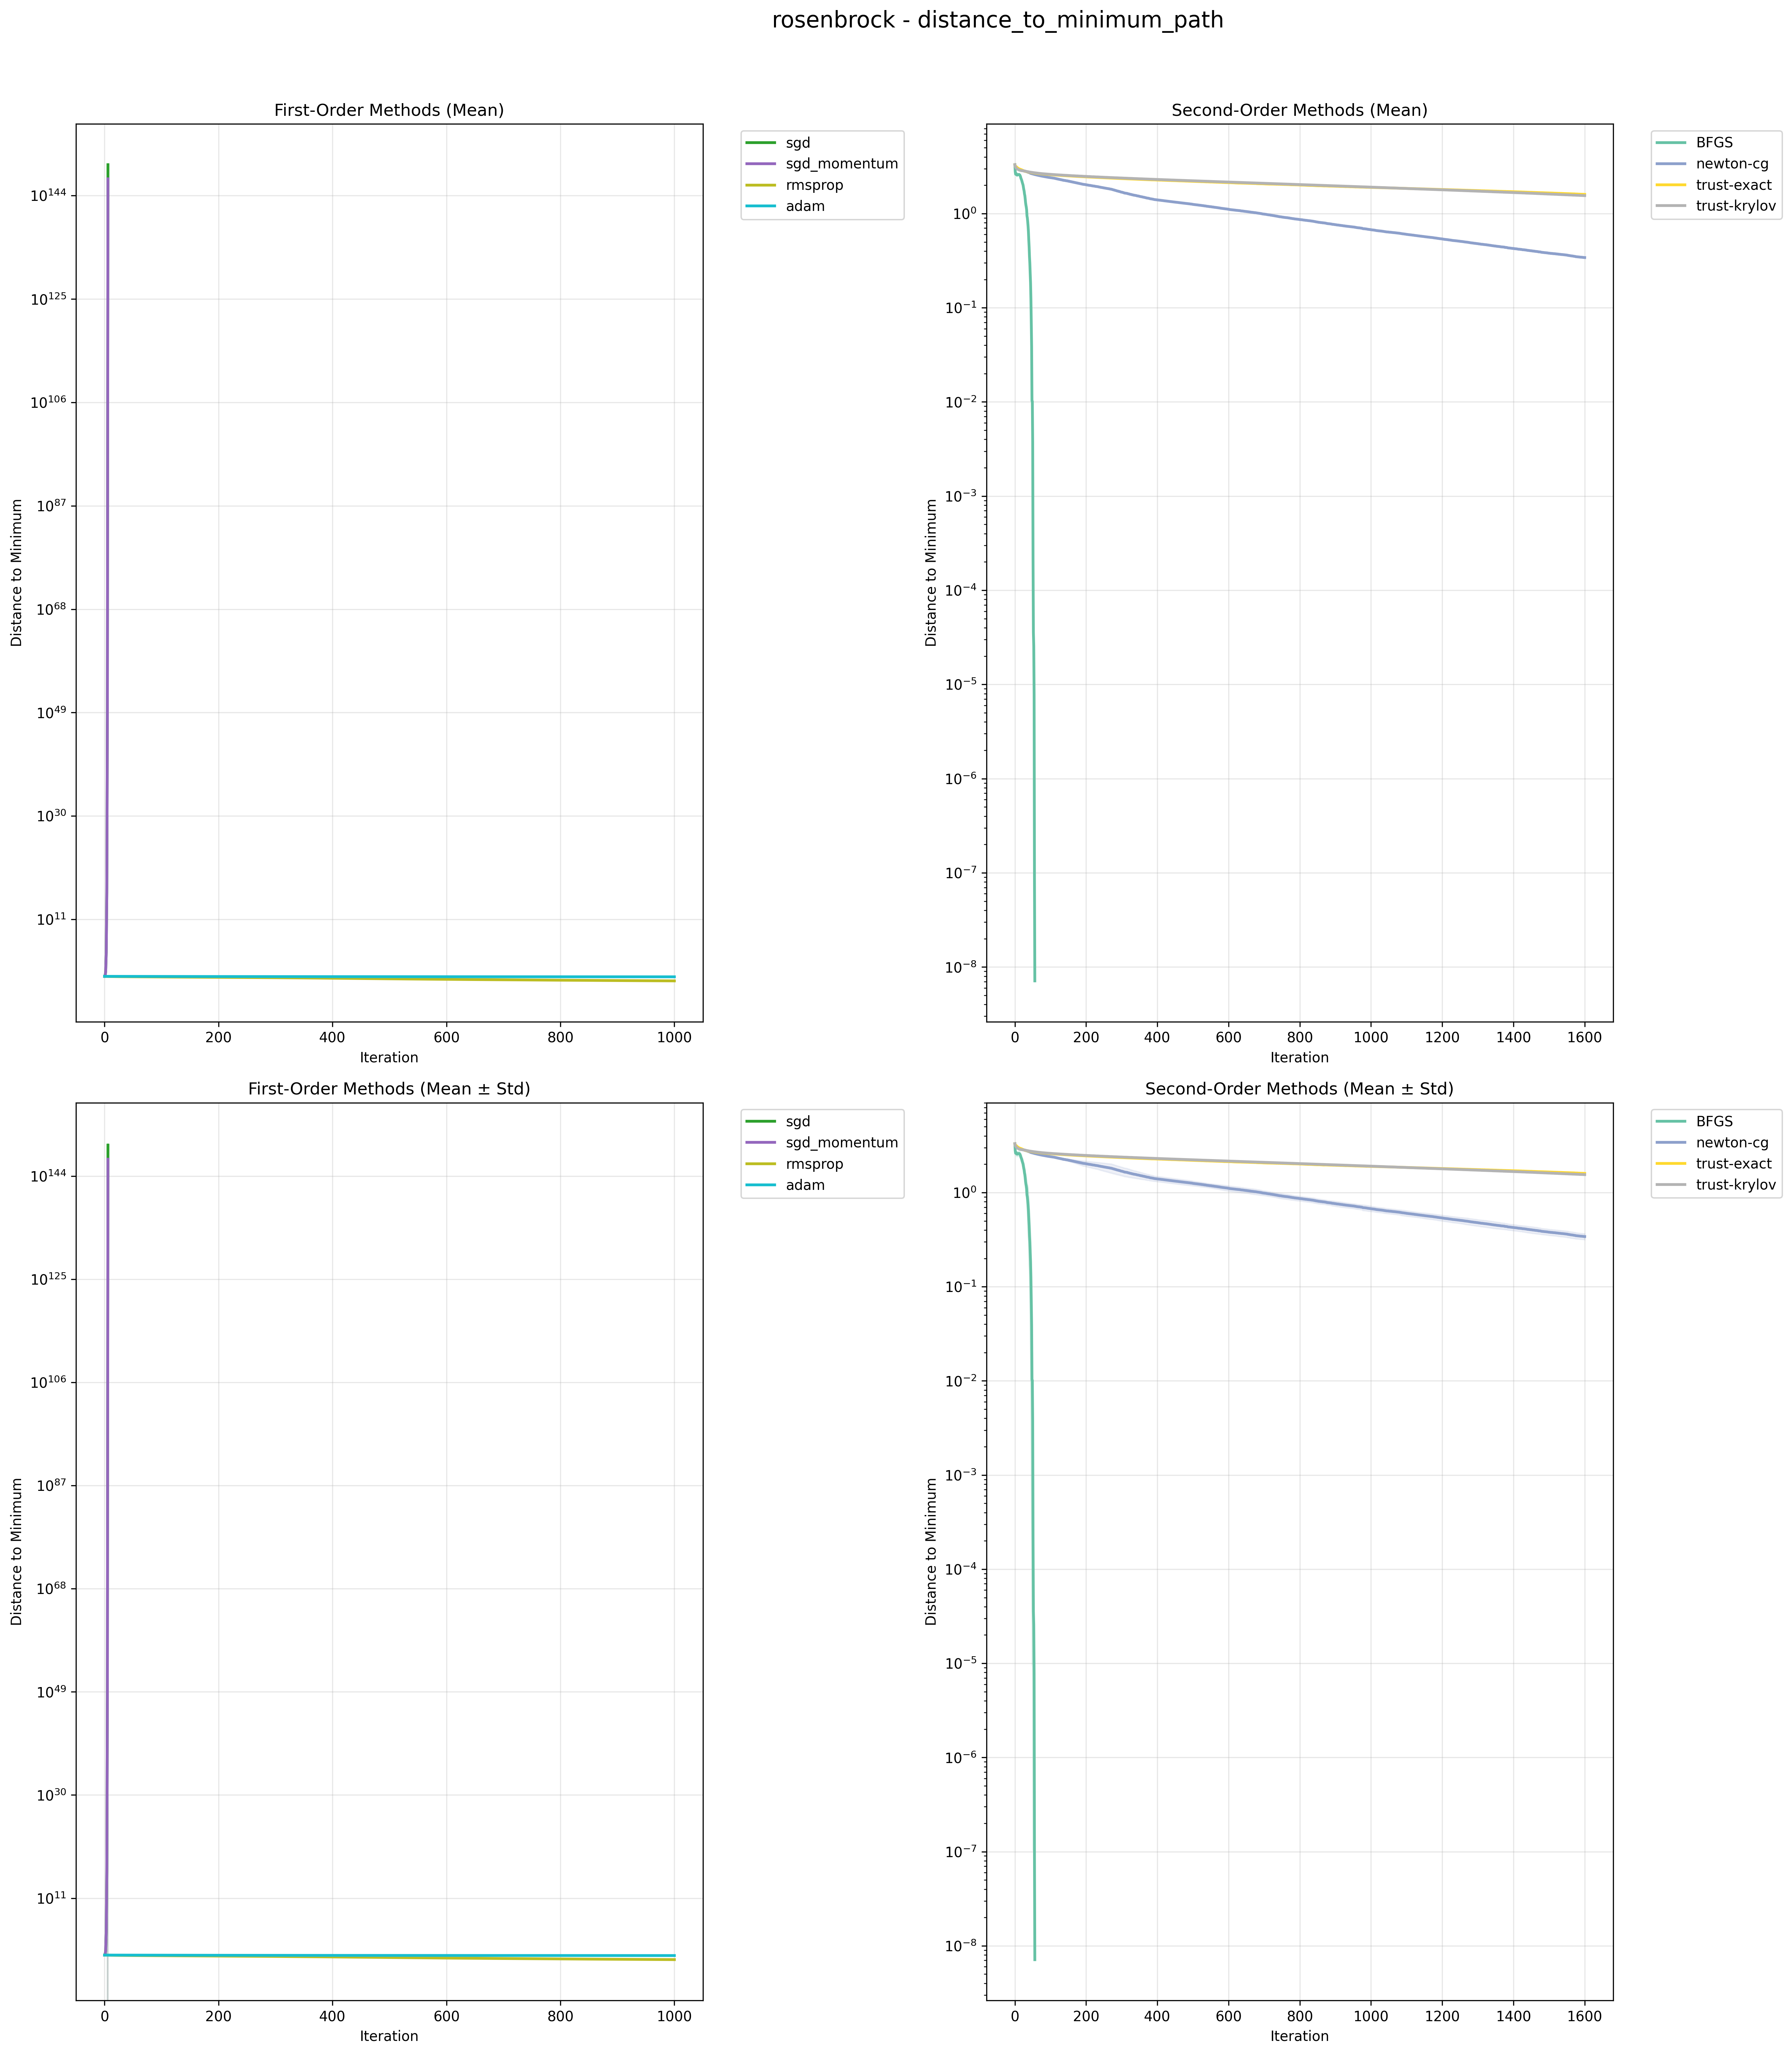 rosenbrock - distance_to_minimum_path
First-Order Methods (Mean)
Distance to Minimum
10^144
10^125
10^106
10^87
10^68
10^49
10^30
10^11
0 200 400 600 800 1000
Iteration
sgd
sgd_momentum
rmsprop
adam
Second-Order Methods (Mean)
Distance to Minimum
10^0
10^−1
10^−2
10^−3
10^−4
10^−5
10^−6
10^−7
10^−8
0 200 400 600 800 1000 1200 1400 1600
Iteration
BFGS
newton-cg
trust-exact
trust-krylov
First-Order Methods (Mean ± Std)
Distance to Minimum
10^144
10^125
10^106
10^87
10^68
10^49
10^30
10^11
0 200 400 600 800 1000
Iteration
sgd
sgd_momentum
rmsprop
adam
Second-Order Methods (Mean ± Std)
Distance to Minimum
10^0
10^−1
10^−2
10^−3
10^−4
10^−5
10^−6
10^−7
10^−8
0 200 400 600 800 1000 1200 1400 1600
Iteration
BFGS
newton-cg
trust-exact
trust-krylov